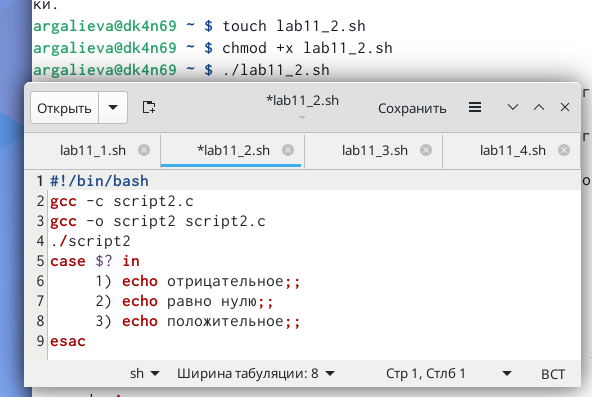 ки.
argalieva@dk4n69 ~ $ touch lab11_2.sh
argalieva@dk4n69 ~ $ chmod +x lab11_2.sh
argalieva@dk4n69 ~ $ ./lab11_2.sh
Открыть *lab11_2.sh Сохранить
~
г
lab11_1.sh *lab11_2.sh lab11_3.sh lab11_4.sh
г
о
1 #!/bin/bash
2 gcc -c script2.c
3 gcc -o script2 script2.c
4 ./script2
5 case $? in
6 1) echo отрицательное;;
7 2) echo равно нулю;;
8 3) echo положительное;;
9 esac
sh Ширина табуляции: 8 Стр 1, Стлб 1 ВСТ